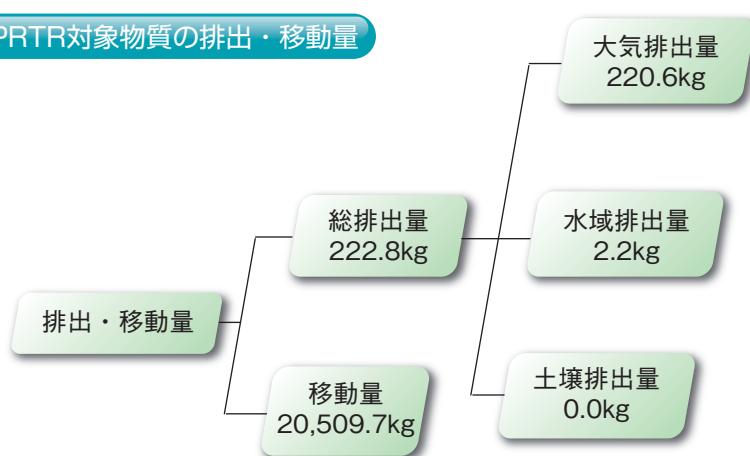 PRTR対象物質の排出・移動量
大気排出量
220.6kg
総排出量
222.8kg
水域排出量
2.2kg
排出・移動量
移動量
20,509.7kg
土壌排出量
0.0kg